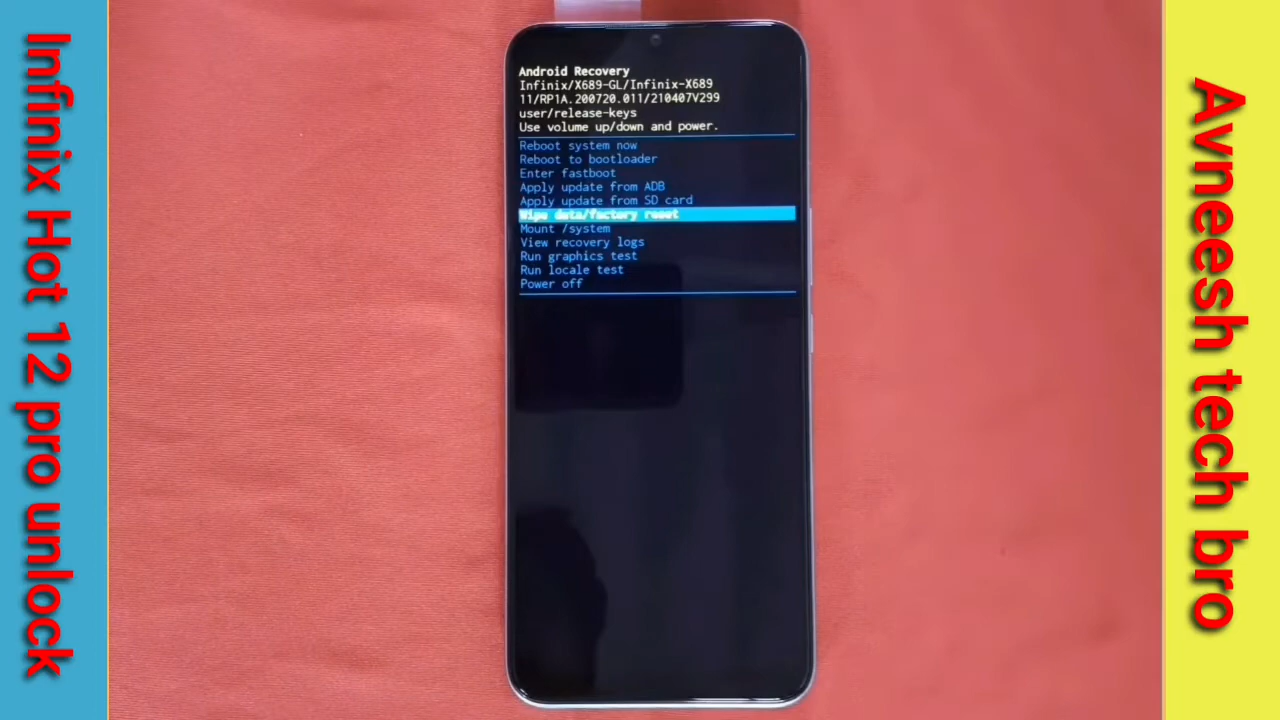 Infinix Hot 12 pro unlock
Android Recovery
Infinix/X689-GL/Infinix-X689
11/RP1A.200720.011/210407V299
user/release-keys
Use volume up/down and power.
Reboot system now
Reboot to bootloader
Enter fastboot
Apply update from ADB
Apply update from SD card
Wipe data/factory reset
Mount /system
View recovery logs
Run graphics test
Run locale test
Power off
Avneesh tech bro